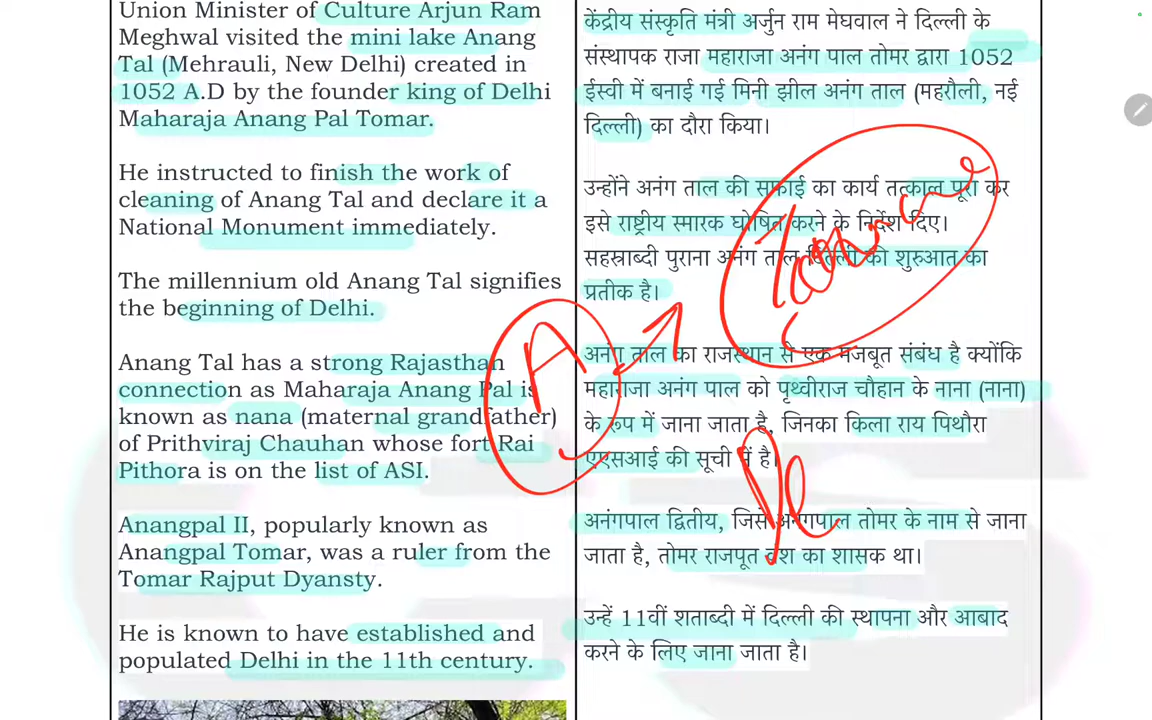 Union Minister of Culture Arjun Ram
Meghwal visited the mini lake Anang
Tal (Mehrauli, New Delhi) created in
1052 A.D by the founder king of Delhi
Maharaja Anang Pal Tomar.
He instructed to finish the work of
cleaning of Anang Tal and declare it a
National Monument immediately.
The millennium old Anang Tal signifies
the beginning of Delhi.
Anang Tal has a strong Rajasthan
connection as Maharaja Anang Pal is
known as nana (maternal grandfather)
of Prithviraj Chauhan whose fort Rai
Pithora is on the list of ASI.
Anangpal II, popularly known as
Anangpal Tomar, was a ruler from the
Tomar Rajput Dyansty.
He is known to have established and
populated Delhi in the 11th century.
केंद्रीय संस्कृति मंत्री अर्जुन राम मेघवाल ने दिल्ली के
संस्थापक राजा महाराजा अनंग पाल तोमर द्वारा 1052
ईस्वी में बनाई गई मिनी झील अनंग ताल (महरौली, नई
दिल्ली) का दौरा किया।
उन्होंने अनंग ताल की सफाई का कार्य तत्काल पूरा कर
इसे राष्ट्रीय स्मारक घोषित करने के निर्देश दिए।
सहस्राब्दी पुराना अनंग ताल दिल्ली की शुरुआत का
प्रतीक है।
अनंग ताल का राजस्थान से एक मजबूत संबंध है क्योंकि
महाराजा अनंग पाल को पृथ्वीराज चौहान के नाना (नाना)
के रूप में जाना जाता है, जिनका किला राय पिथौरा
एएसआई की सूची में है।
अनंगपाल द्वितीय, जिसे अनंगपाल तोमर के नाम से जाना
जाता है, तोमर राजपूत वंश का शासक था।
उन्हें 11वीं शताब्दी में दिल्ली की स्थापना और आबाद
करने के लिए जाना जाता है।
A
Tomar